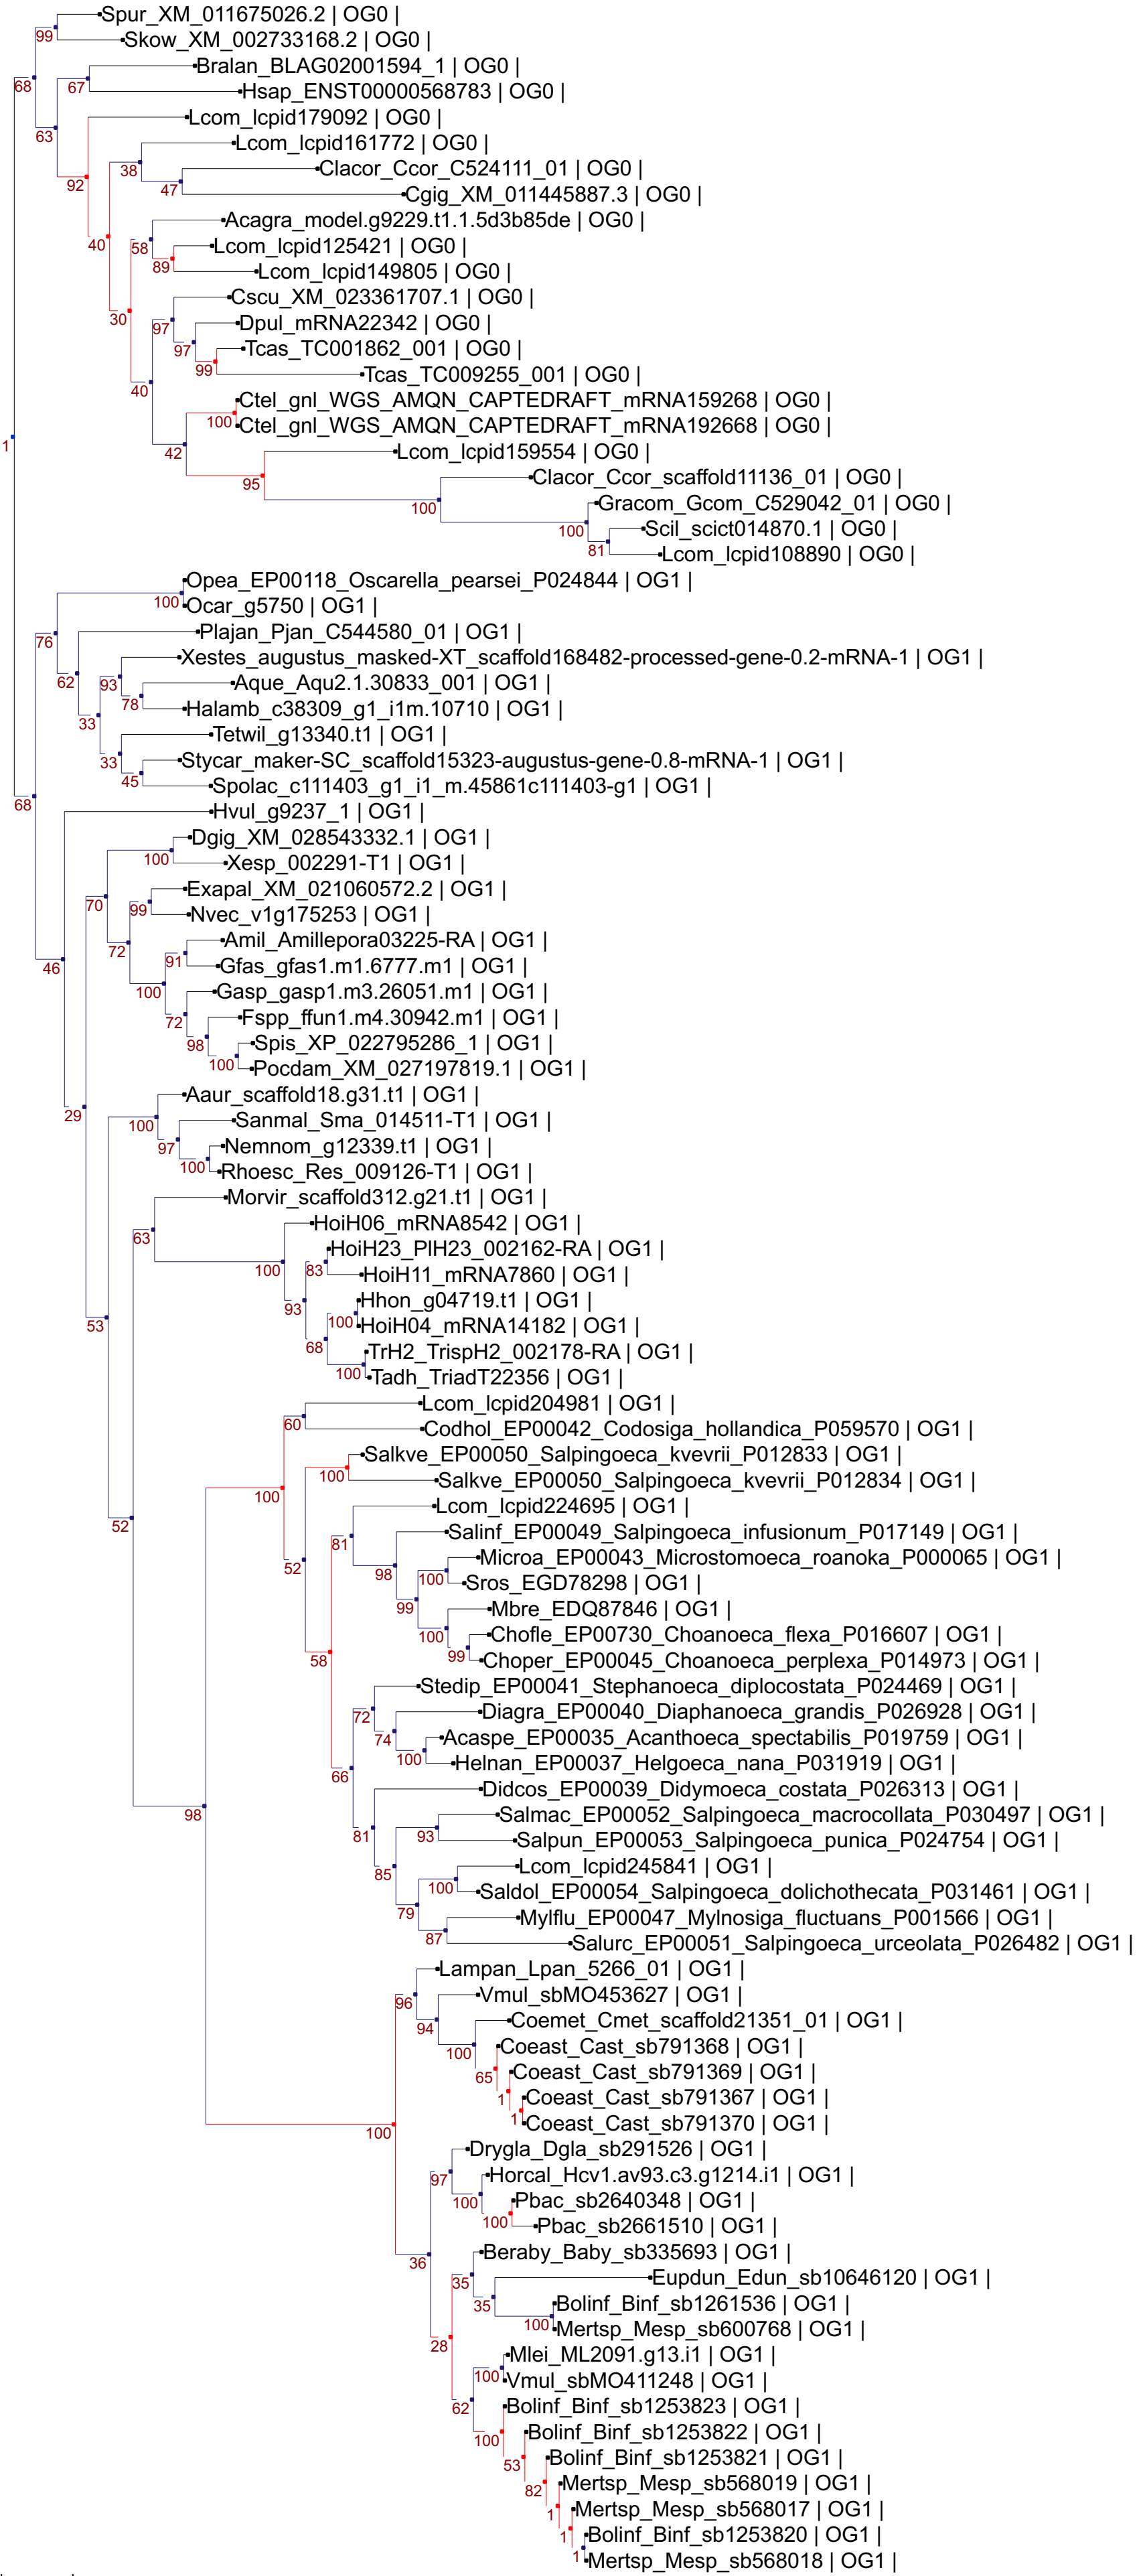 Spur_XM_011675026.2 | OG0 |
99
Skow_XM_002733168.2 | OG0 |
Bralan_BLAG02001594_1 | OG0 |
68
67
Hsap_ENST00000568783 | OG0 |
Lcom_lcpid179092 | OG0 |
63
Lcom_lcpid161772 | OG0 |
38
Clacor_Ccor_C524111_01 | OG0 |
92
47
Cgig_XM_011445887.3 | OG0 |
Acagra_model.g9229.t1.1.5d3b85de | OG0 |
40
58
Lcom_lcpid125421 | OG0 |
89
Lcom_lcpid149805 | OG0 |
Cscu_XM_023361707.1 | OG0 |
30
97
Dpul_mRNA22342 | OG0 |
97
Tcas_TC001862_001 | OG0 |
99
Tcas_TC009255_001 | OG0 |
40
Ctel_gnl_WGS_AMQN_CAPTEDRAFT_mRNA159268 | OG0 |
100
Ctel_gnl_WGS_AMQN_CAPTEDRAFT_mRNA192668 | OG0 |
1
42
Lcom_lcpid159554 | OG0 |
95
Clacor_Ccor_scaffold11136_01 | OG0 |
100
Gracom_Gcom_C529042_01 | OG0 |
100
Scil_scict014870.1 | OG0 |
81
Lcom_lcpid108890 | OG0 |
Opea_EP00118_Oscarella_pearsei_P024844 | OG1 |
100
Ocar_g5750 | OG1 |
Plajan_Pjan_C544580_01 | OG1 |
76
Xestes_augustus_masked-XT_scaffold168482-processed-gene-0.2-mRNA-1 | OG1 |
62
93
Aque_Aqu2.1.30833_001 | OG1 |
78
Halamb_c38309_g1_i1m.10710 | OG1 |
33
Tetwil_g13340.t1 | OG1 |
33
Stycar_maker-SC_scaffold15323-augustus-gene-0.8-mRNA-1 | OG1 |
45
Spolac_c111403_g1_i1_m.45861c111403-g1 | OG1 |
68
Hvul_g9237_1 | OG1 |
Dgig_XM_028543332.1 | OG1 |
100
Xesp_002291-T1 | OG1 |
Exapal_XM_021060572.2 | OG1 |
70
99
Nvec_v1g175253 | OG1 |
72
Amil_Amillepora03225-RA | OG1 |
46
91
Gfas_gfas1.m1.6777.m1 | OG1 |
100
Gasp_gasp1.m3.26051.m1 | OG1 |
72
Fspp_ffun1.m4.30942.m1 | OG1 |
98
Spis_XP_022795286_1 | OG1 |
100
Pocdam_XM_027197819.1 | OG1 |
Aaur_scaffold18.g31.t1 | OG1 |
29
100
Sanmal_Sma_014511-T1 | OG1 |
97
Nemnom_g12339.t1 | OG1 |
100
Rhoesc_Res_009126-T1 | OG1 |
Morvir_scaffold312.g21.t1 | OG1 |
63
HoiH06_mRNA8542 | OG1 |
HoiH23_PlH23_002162-RA | OG1 |
100
83
HoiH11_mRNA7860 | OG1 |
93
Hhon_g04719.t1 | OG1 |
53
100
HoiH04_mRNA14182 | OG1 |
68
TrH2_TrispH2_002178-RA | OG1 |
100
Tadh_TriadT22356 | OG1 |
Lcom_lcpid204981 | OG1 |
60
Codhol_EP00042_Codosiga_hollandica_P059570 | OG1 |
Salkve_EP00050_Salpingoeca_kvevrii_P012833 | OG1 |
100
Salkve_EP00050_Salpingoeca_kvevrii_P012834 | OG1 |
100
Lcom_lcpid224695 | OG1 |
52
81
Salinf_EP00049_Salpingoeca_infusionum_P017149 | OG1 |
52
98
Microa_EP00043_Microstomoeca_roanoka_P000065 | OG1 |
100
Sros_EGD78298 | OG1 |
99
Mbre_EDQ87846 | OG1 |
100
Chofle_EP00730_Choanoeca_flexa_P016607 | OG1 |
58
99
Choper_EP00045_Choanoeca_perplexa_P014973 | OG1 |
Stedip_EP00041_Stephanoeca_diplocostata_P024469 | OG1 |
72
Diagra_EP00040_Diaphanoeca_grandis_P026928 | OG1 |
74
Acaspe_EP00035_Acanthoeca_spectabilis_P019759 | OG1 |
100
Helnan_EP00037_Helgoeca_nana_P031919 | OG1 |
66
Didcos_EP00039_Didymoeca_costata_P026313 | OG1 |
98
Salmac_EP00052_Salpingoeca_macrocollata_P030497 | OG1 |
81
93
Salpun_EP00053_Salpingoeca_punica_P024754 | OG1 |
85
Lcom_lcpid245841 | OG1 |
100
Saldol_EP00054_Salpingoeca_dolichothecata_P031461 | OG1 |
79
Mylflu_EP00047_Mylnosiga_fluctuans_P001566 | OG1 |
87
Salurc_EP00051_Salpingoeca_urceolata_P026482 | OG1 |
Lampan_Lpan_5266_01 | OG1 |
96
Vmul_sbMO453627 | OG1 |
94
Coemet_Cmet_scaffold21351_01 | OG1 |
100
Coeast_Cast_sb791368 | OG1 |
65
Coeast_Cast_sb791369 | OG1 |
1
Coeast_Cast_sb791367 | OG1 |
1
Coeast_Cast_sb791370 | OG1 |
100
Drygla_Dgla_sb291526 | OG1 |
97
Horcal_Hcv1.av93.c3.g1214.i1 | OG1 |
100
Pbac_sb2640348 | OG1 |
100
Pbac_sb2661510 | OG1 |
36
Beraby_Baby_sb335693 | OG1 |
35
Eupdun_Edun_sb10646120 | OG1 |
35
Bolinf_Binf_sb1261536 | OG1 |
100
Mertsp_Mesp_sb600768 | OG1 |
28
Mlei_ML2091.g13.i1 | OG1 |
100
Vmul_sbMO411248 | OG1 |
62
Bolinf_Binf_sb1253823 | OG1 |
100
Bolinf_Binf_sb1253822 | OG1 |
53
Bolinf_Binf_sb1253821 | OG1 |
82
Mertsp_Mesp_sb568019 | OG1 |
1
Mertsp_Mesp_sb568017 | OG1 |
1
Bolinf_Binf_sb1253820 | OG1 |
1
Mertsp_Mesp_sb568018 | OG1 |